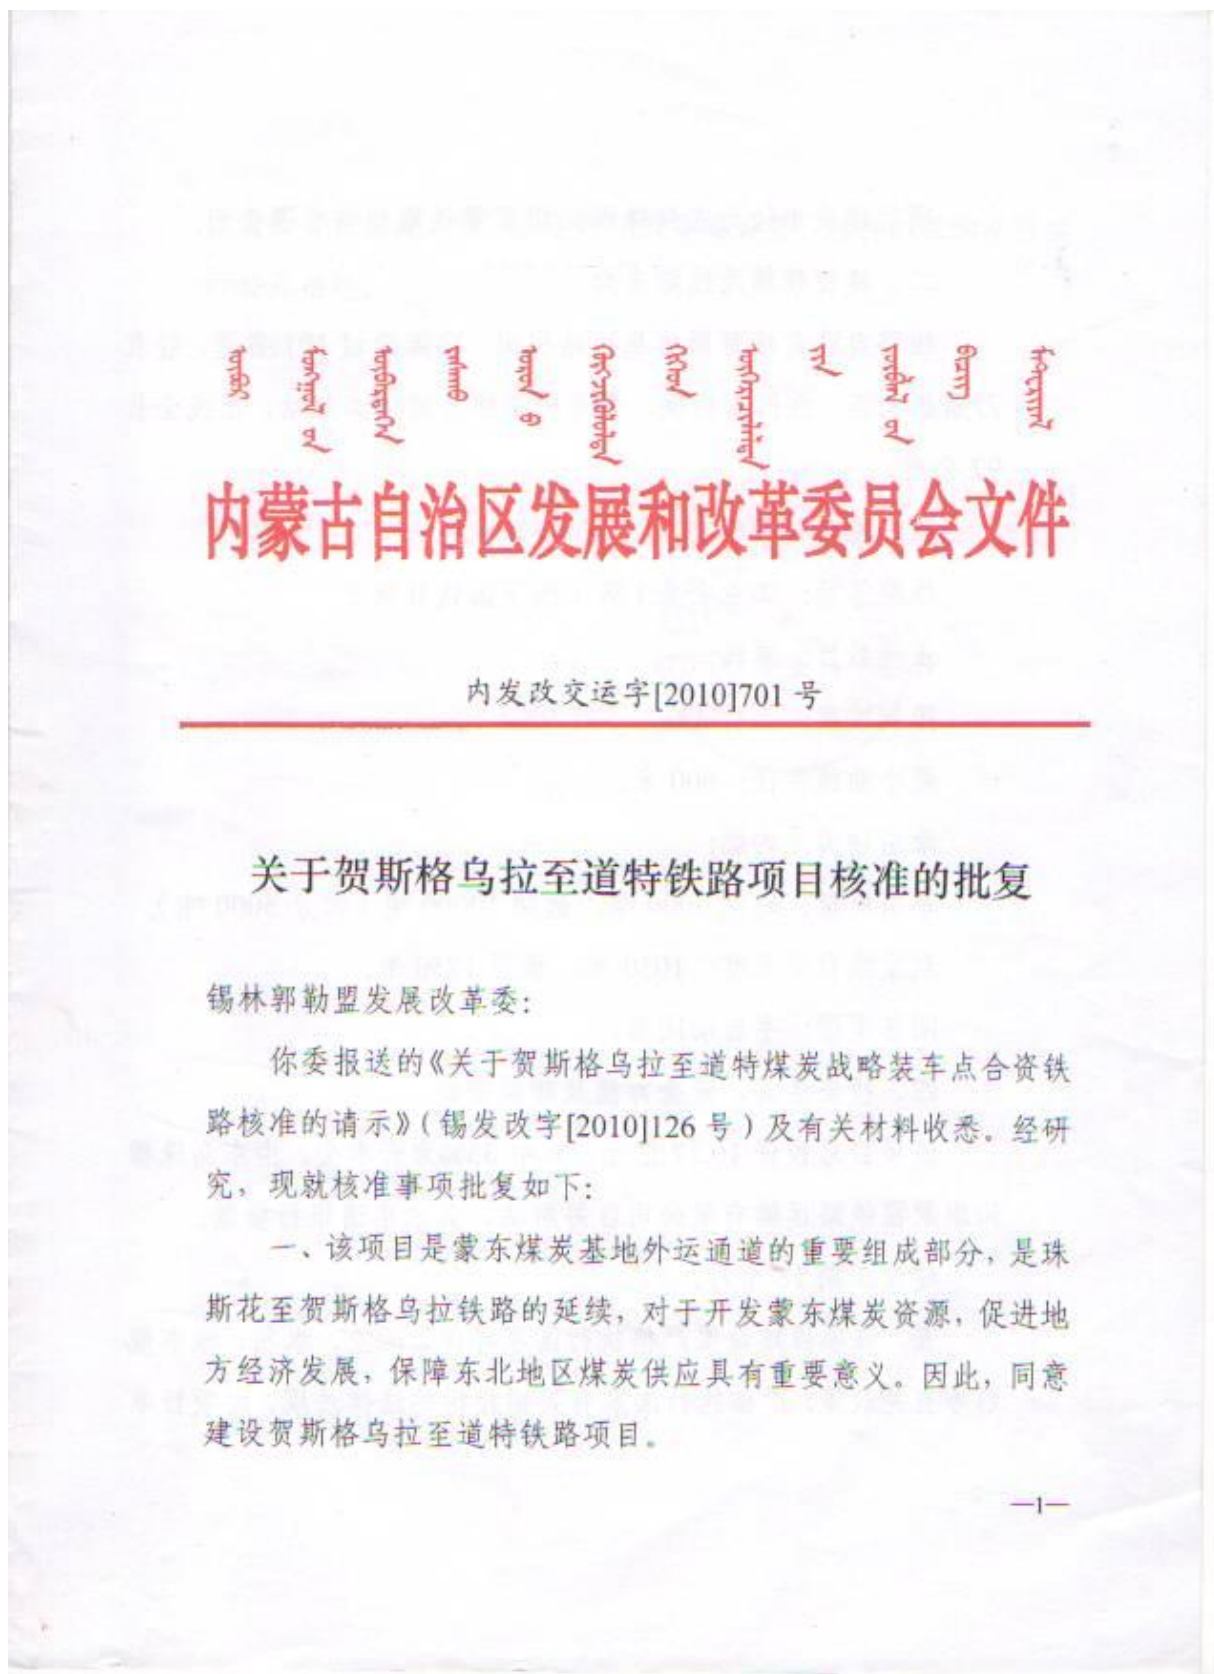 内蒙古自治区发展和改革委员会文件
内发改交运字[2010]701号
关于贺斯格乌拉至道特铁路项目核准的批复
锡林郭勒盟发展改革委：
你委报送的《关于贺斯格乌拉至道特煤炭战略装车点合资铁
路核准的请示》（锡发改字[2010]126号）及有关材料收悉。经研
究，现就核准事项批复如下：
一、该项目是蒙东煤炭基地外运通道的重要组成部分，是珠
斯花至贺斯格乌拉铁路的延续，对于开发蒙东煤炭资源，促进地
方经济发展，保障东北地区煤炭供应具有重要意义。因此，同意
建设贺斯格乌拉至道特铁路项目。
—1—